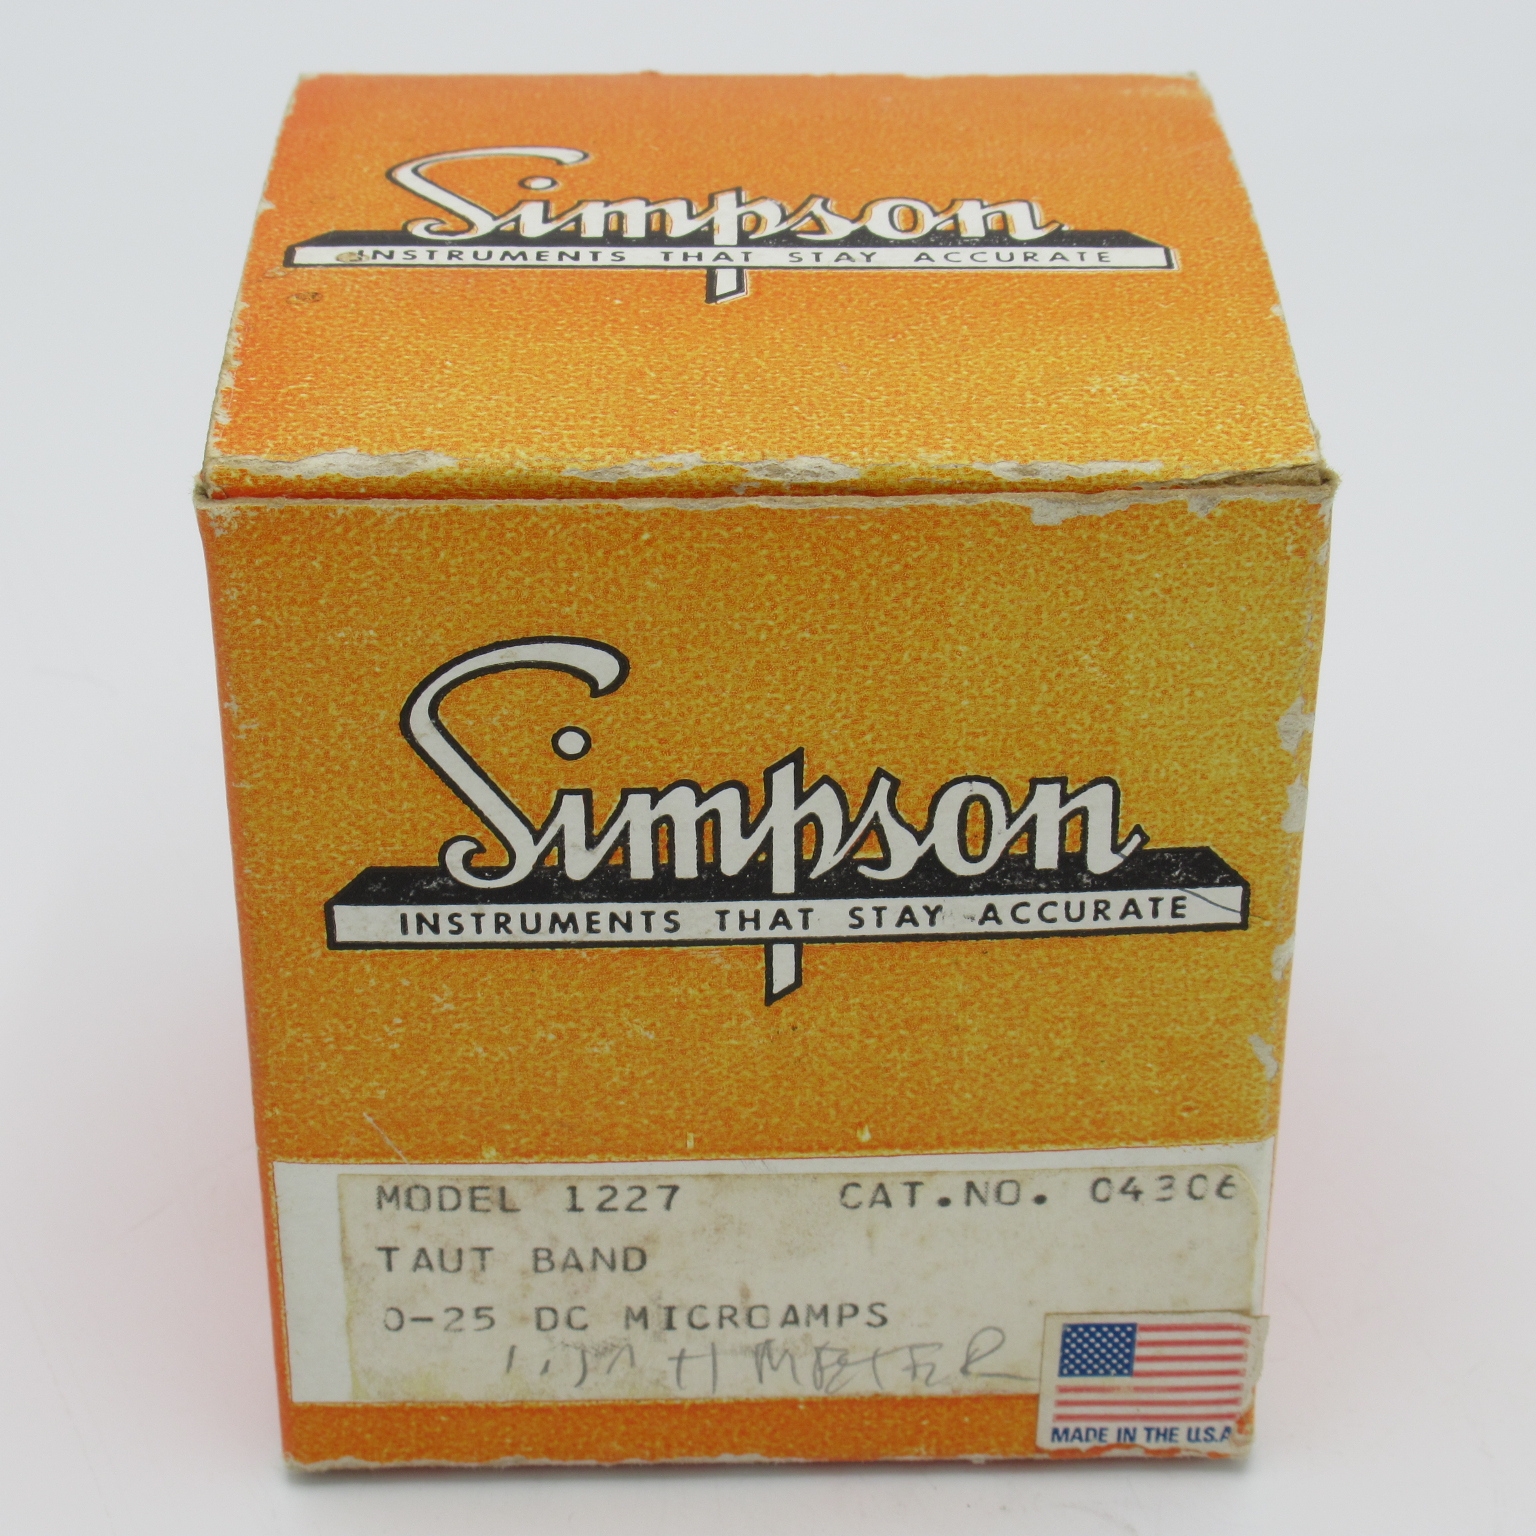 Simpson
INSTRUMENTS THAT STAY ACCURATE
Simpson
INSTRUMENTS THAT STAY ACCURATE
MODEL 1227 CAT.NO. 04306
TAUT BAND
0-25 DC MICROAMPS
METER
MADE IN THE U.S.A